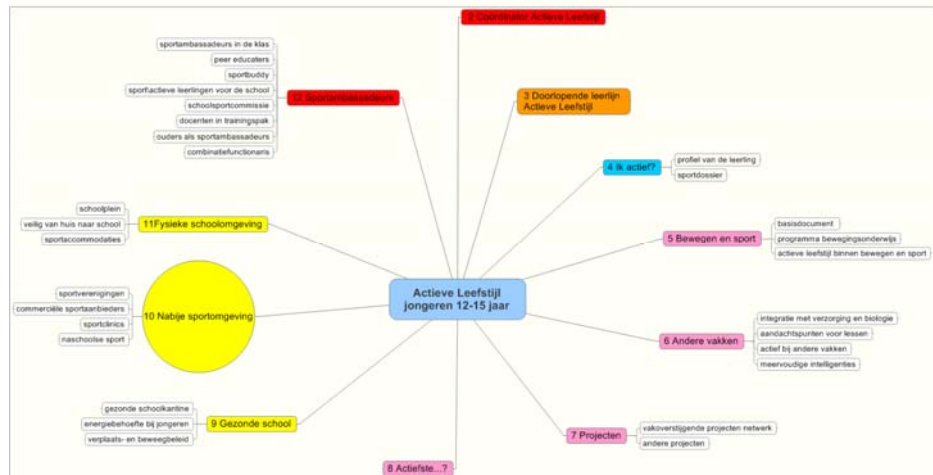 2 Coordinator Actieve Leefstijl
sportambassadeurs in de klas
peer educaters
sportbuddy
sport\actieve leerlingen voor de school
schoolsportcommissie
docenten in trainingspak
ouders als sportambassadeurs
combinatiefunctionaris
12 Sportambassadeurs
3 Doorlopende leerlijn
Actieve Leefstijl
4 Ik actief?
profiel van de leerling
sportdossier
schoolplein
veilig van huis naar school
sportaccommodaties
11Fysieke schoolomgeving
5 Bewegen en sport
basisdocument
programma bewegingsonderwijs
actieve leefstijl binnen bewegen en sport
Actieve Leefstijl
jongeren 12-15 jaar
sportverenigingen
commerciële sportaanbieders
sportclinics
naschoolse sport
10 Nabije sportomgeving
6 Andere vakken
integratie met verzorging en biologie
aandachtspunten voor lessen
actief bij andere vakken
meervoudige intelligenties
gezonde schoolkantine
energiebehoefte bij jongeren
verplaats- en beweegbeleid
9 Gezonde school
7 Projecten
vakoverstijgende projecten netwerk
andere projecten
8 Actiefste...?